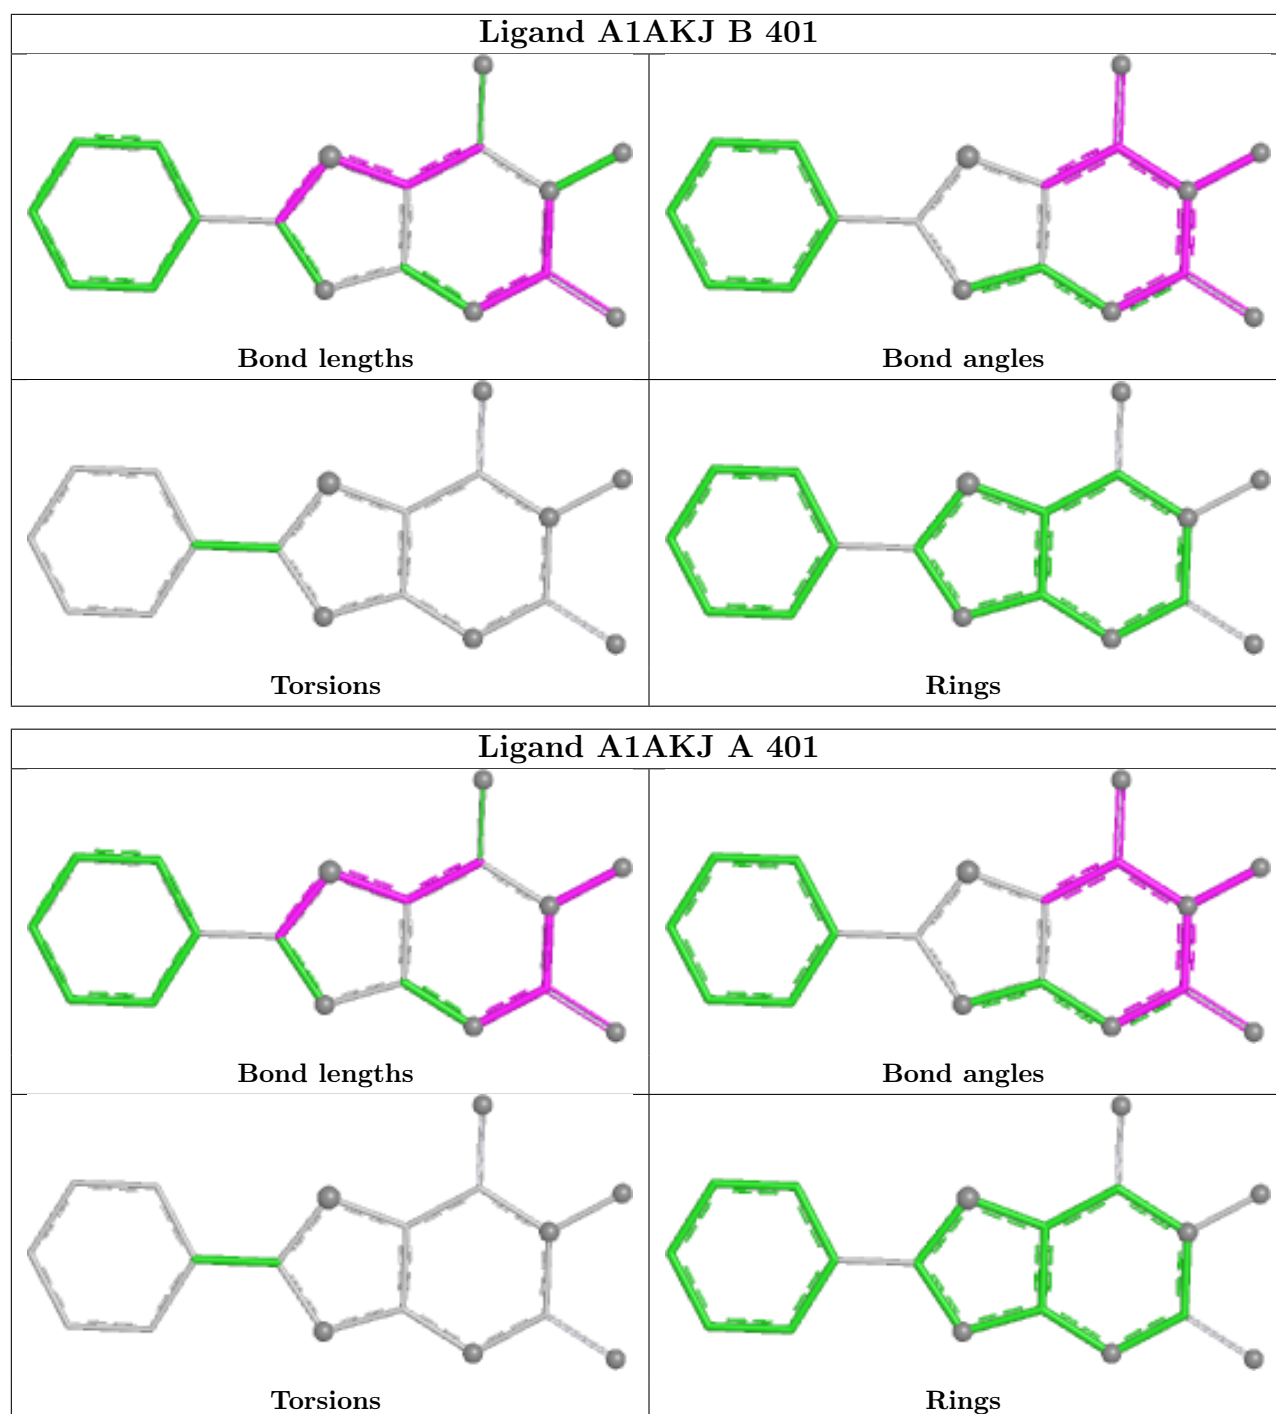 Ligand A1AKJ B 401
Bond lengths
Bond angles
Torsions
Rings
Ligand A1AKJ A 401
Bond lengths
Bond angles
Torsions
Rings